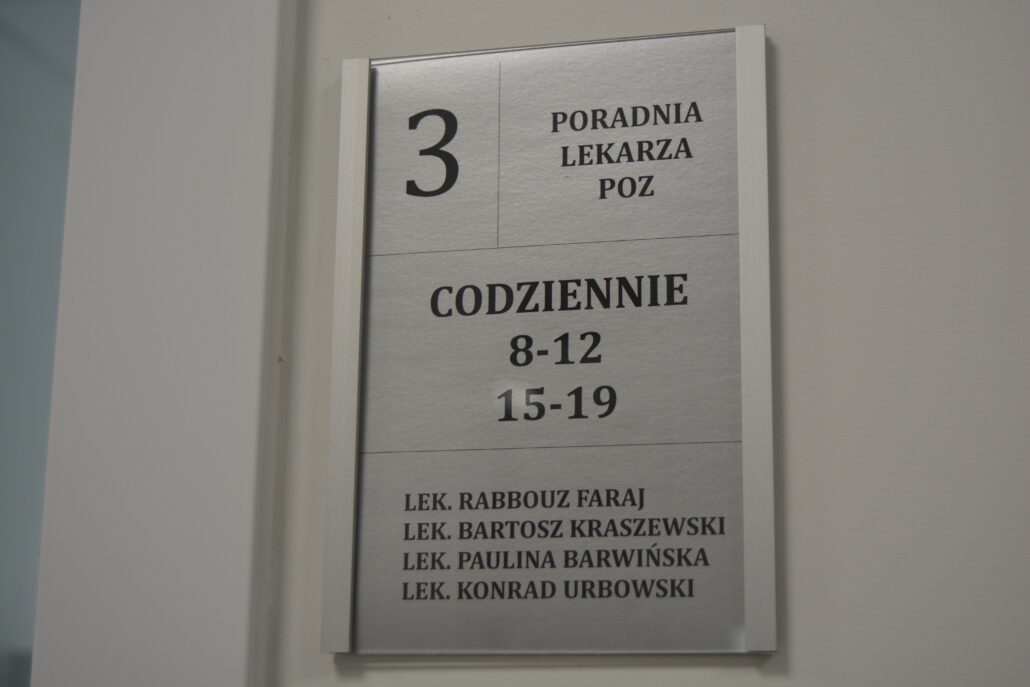 3
PORADNIA
LEKARZA
POZ
CODZIENNIE
8-12
15-19
LEK. RABBOUZ FARAJ
LEK. BARTOSZ KRASZEWSKI
LEK. PAULINA BARWIŃSKA
LEK. KONRAD URBOWSKI